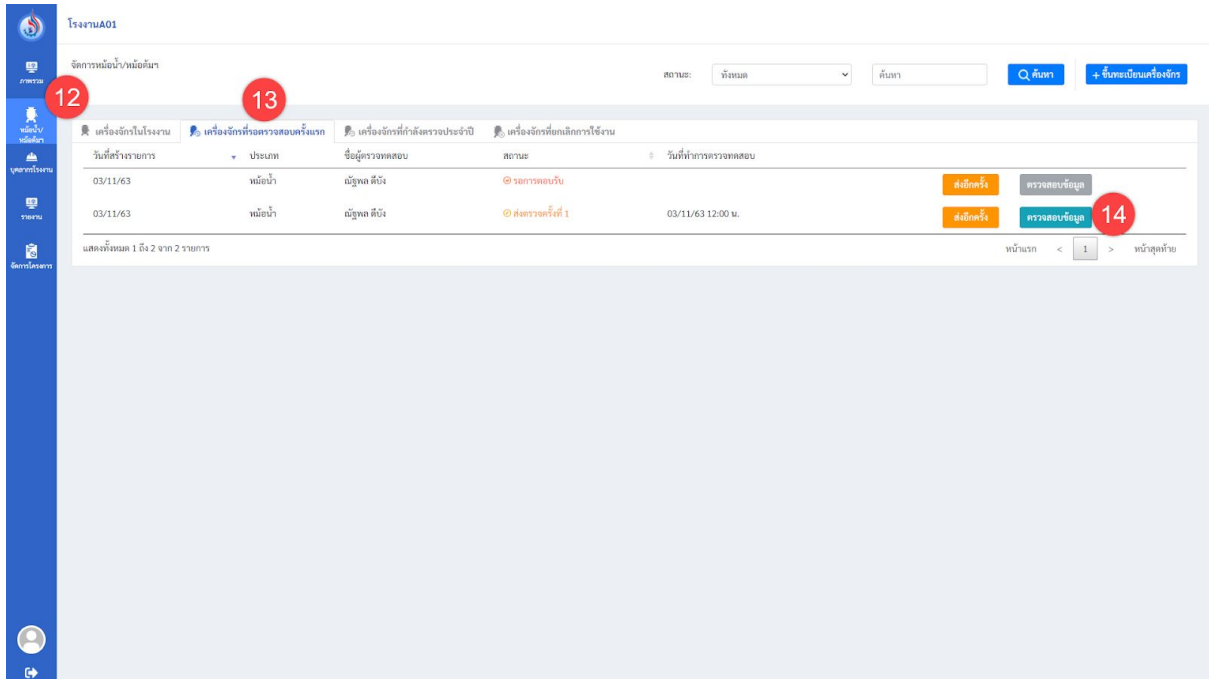 โรงงานA01
ภาพรวม
12
หม้อน้ำ/
หม้อต้มฯ
บุคลากรโรงงาน
รายงาน
จัดการโครงการ
จัดการหม้อน้ำ/หม้อต้มฯ
สถานะ: ทั้งหมด ค้นหา ค้นหา + ขึ้นทะเบียนเครื่องจักร
13
เครื่องจักรในโรงงาน เครื่องจักรที่รอตรวจสอบครั้งแรก เครื่องจักรที่กำลังตรวจประจำปี เครื่องจักรที่ยกเลิกการใช้งาน
วันที่สร้างรายการ ประเภท ชื่อผู้ตรวจทดสอบ สถานะ วันที่ทำการตรวจทดสอบ
03/11/63 หม้อน้ำ ณัฐพล ดีบัง รอการตอบรับ ส่งอีกครั้ง ตรวจสอบข้อมูล
03/11/63 หม้อน้ำ ณัฐพล ดีบัง ส่งตรวจครั้งที่ 1 03/11/63 12:00 น. ส่งอีกครั้ง ตรวจสอบข้อมูล 14
แสดงทั้งหมด 1 ถึง 2 จาก 2 รายการ หน้าแรก < 1 > หน้าสุดท้าย